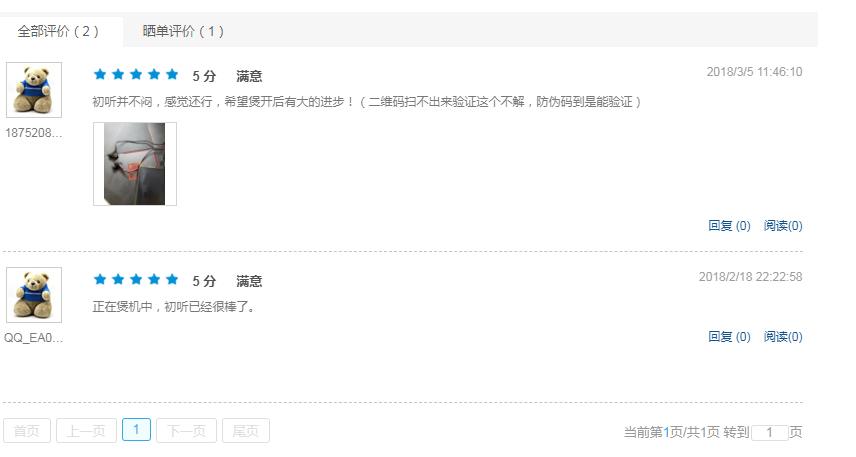 全部评价（2） 晒单评价（1）
5 分 满意 2018/3/5 11:46:10
初听并不闷，感觉还行，希望煲开后有大的进步！（二维码扫不出来验证这个不解，防伪码到是能验证）
1875208...
回复 (0) 阅读(0)
5 分 满意 2018/2/18 22:22:58
正在煲机中，初听已经很棒了。
QQ_EA0...
回复 (0) 阅读(0)
首页 上一页 1 下一页 尾页 当前第1页/共1页 转到 1 页